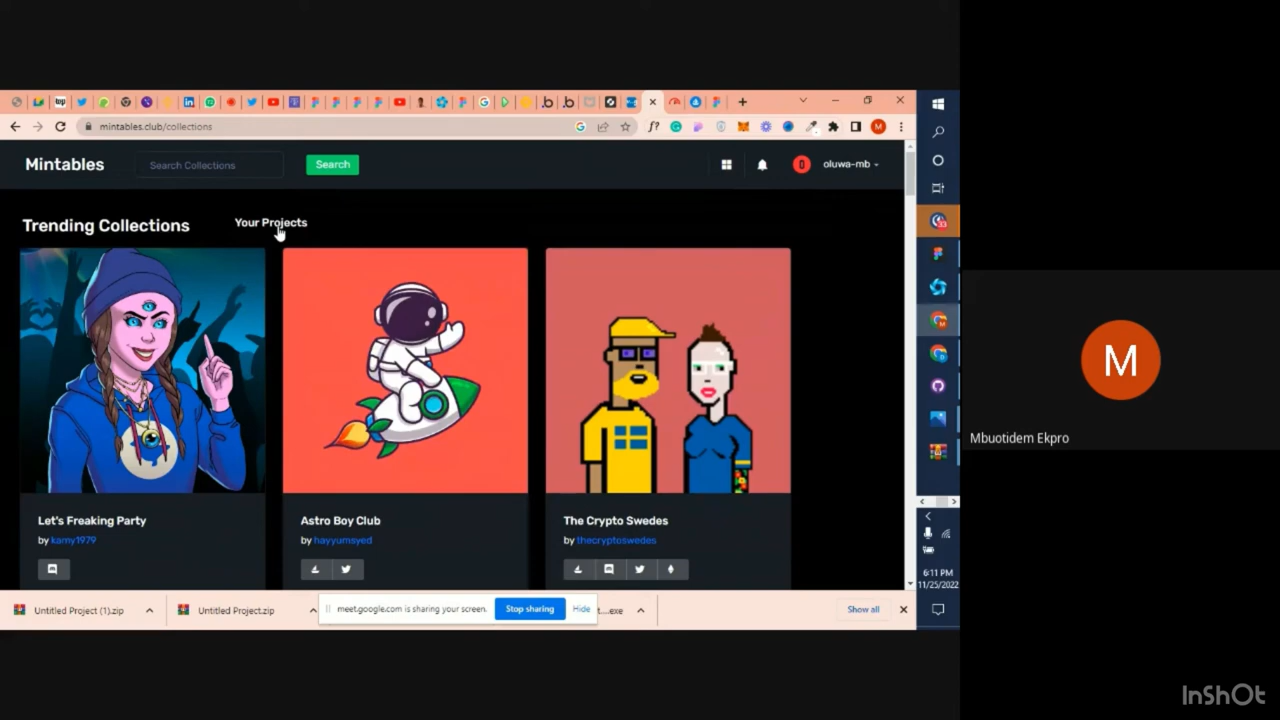 top
mintables.club/collections
f?
M
Mintables
Search Collections
Search
oluwa-mb
Trending Collections
Your Projects
Let's Freaking Party
by kamy1979
Astro Boy Club
by hayyumsyed
The Crypto Swedes
by thecryptoswedes
Untitled Project (1).zip
Untitled Project.zip
meet.google.com is sharing your screen.
Stop sharing
Hide
t....exe
Show all
6:11 PM
11/25/2022
M
Mbuotidem Ekpro
InShOt